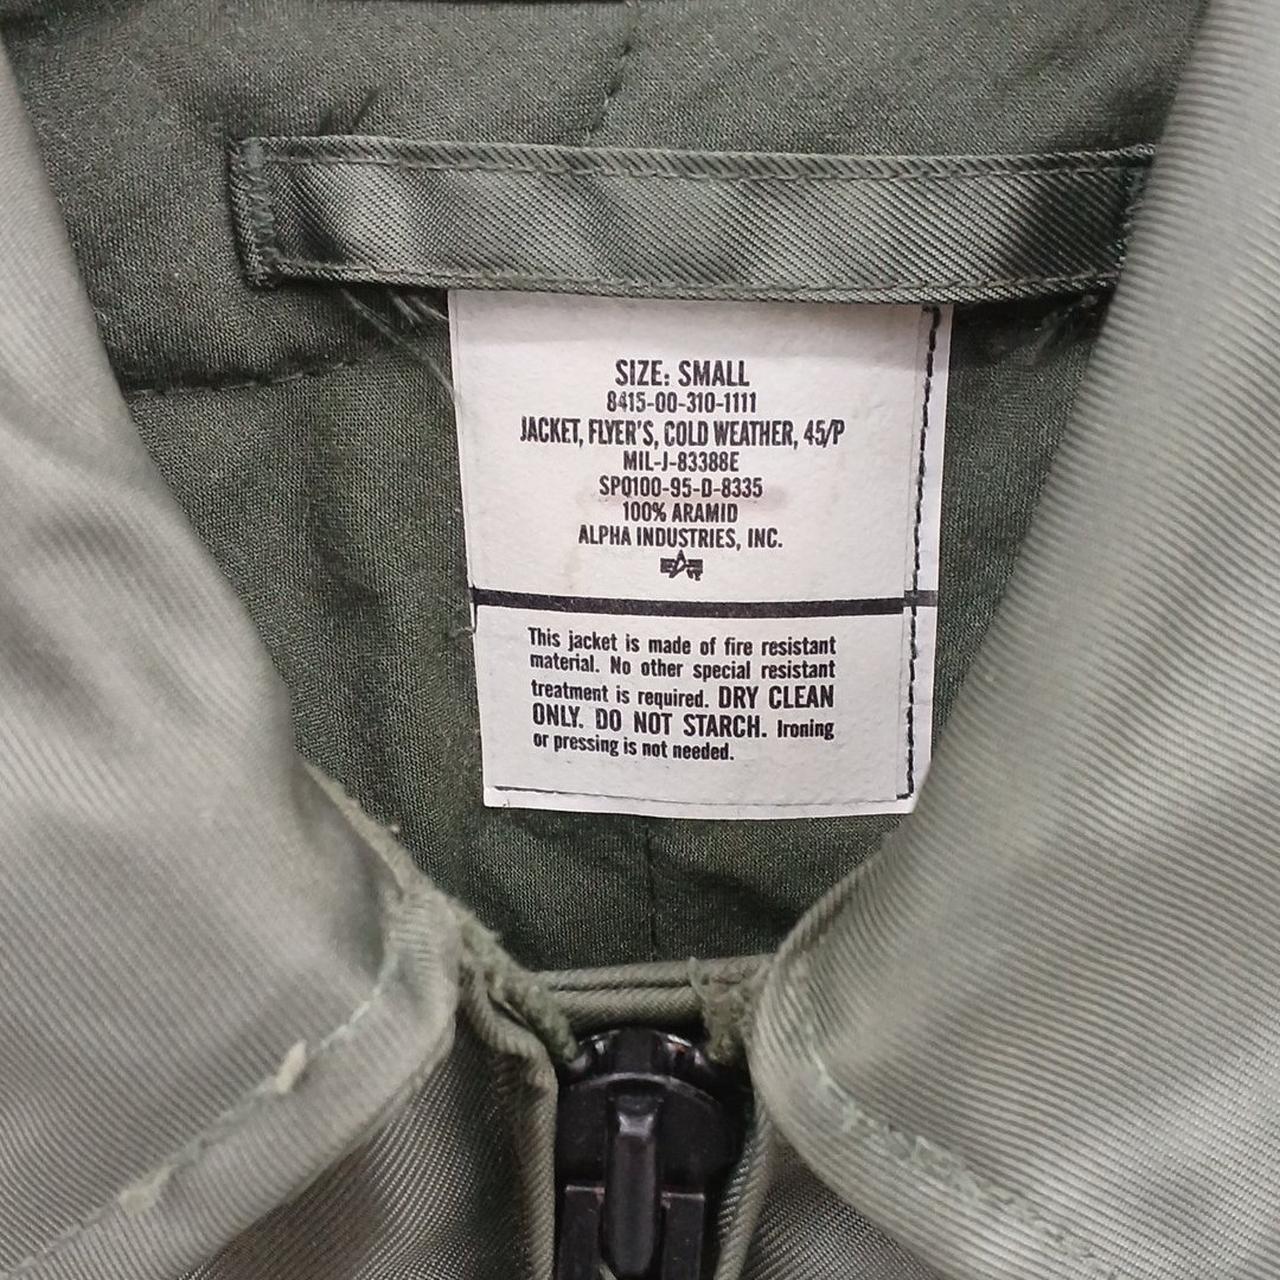 SIZE: SMALL
8415-00-310-1111
JACKET, FLYER'S, COLD WEATHER, 45/P
MIL-J-83388E
SPO100-95-D-8335
100% ARAMID
ALPHA INDUSTRIES, INC.
This jacket is made of fire resistant
material. No other special resistant
treatment is required. DRY CLEAN
ONLY. DO NOT STARCH. Ironing
or pressing is not needed.